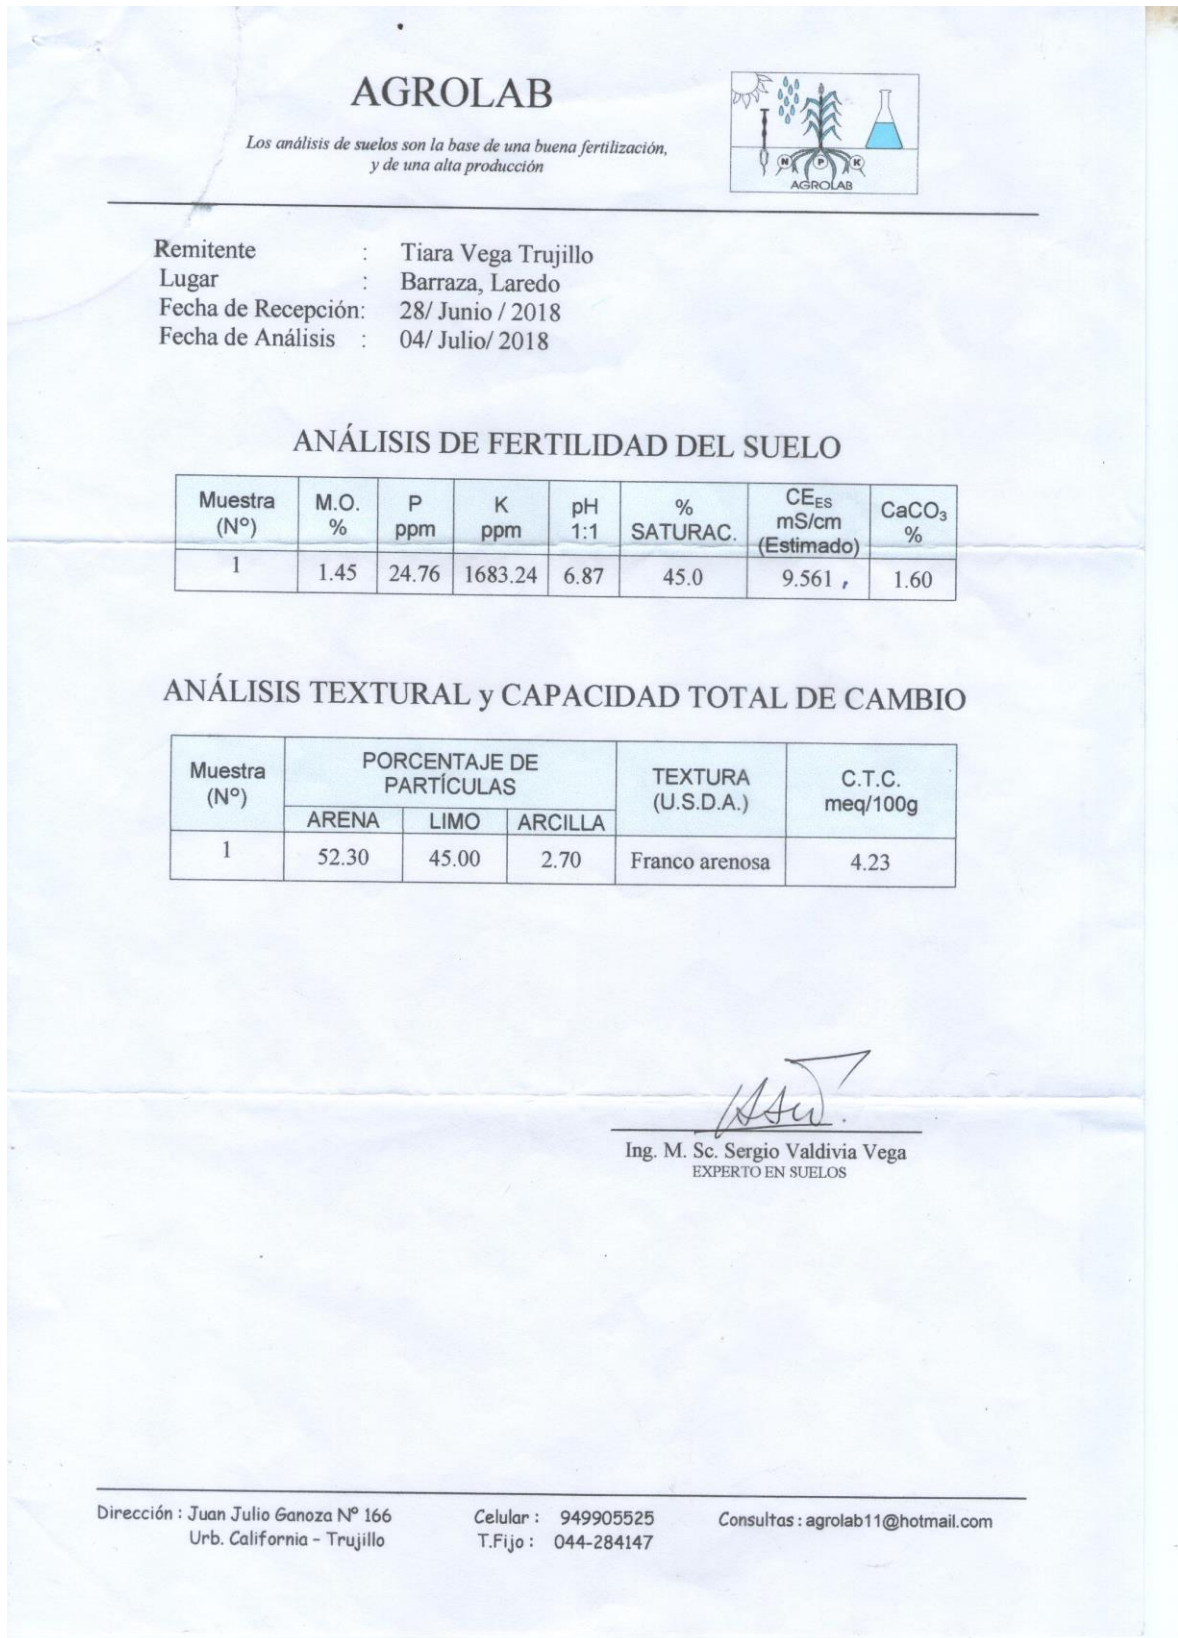 AGROLAB
Los análisis de suelos son la base de una buena fertilización,
y de una alta producción
N P K
AGROLAB
Remitente : Tiara Vega Trujillo
Lugar : Barraza, Laredo
Fecha de Recepción: 28/ Junio / 2018
Fecha de Análisis : 04/ Julio/ 2018
ANÁLISIS DE FERTILIDAD DEL SUELO
Muestra (Nº) M.O. % P ppm K ppm pH 1:1 % SATURAC. CEES mS/cm (Estimado) CaCO3 %
1 1.45 24.76 1683.24 6.87 45.0 9.561 1.60
ANÁLISIS TEXTURAL y CAPACIDAD TOTAL DE CAMBIO
Muestra (Nº) PORCENTAJE DE PARTÍCULAS TEXTURA (U.S.D.A.) C.T.C. meq/100g
ARENA LIMO ARCILLA
1 52.30 45.00 2.70 Franco arenosa 4.23
Ing. M. Sc. Sergio Valdivia Vega
EXPERTO EN SUELOS
Dirección : Juan Julio Ganoza Nº 166 Celular : 949905525 Consultas : agrolab11@hotmail.com
Urb. California - Trujillo T.Fijo : 044-284147